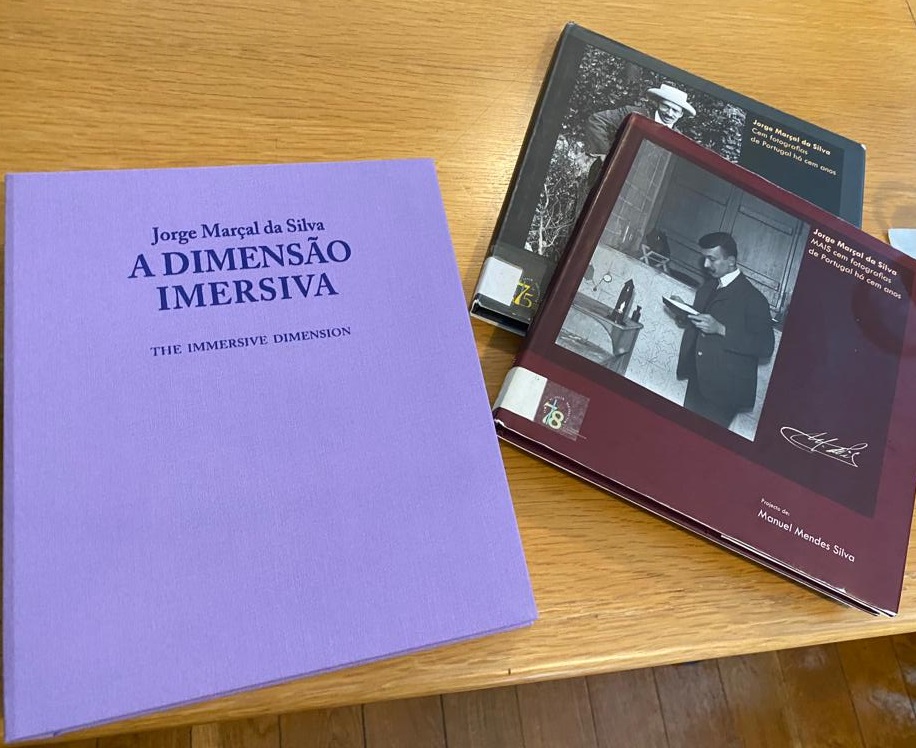 Jorge Marçal da Silva
A DIMENSÃO
IMERSIVA
THE IMMERSIVE DIMENSION
Jorge Marçal da Silva
Cem fotografias
de Portugal há cem anos
75
Jorge Marçal da Silva
MAIS cem fotografias
de Portugal há cem anos
78
Projecto de:
Manuel Mendes Silva